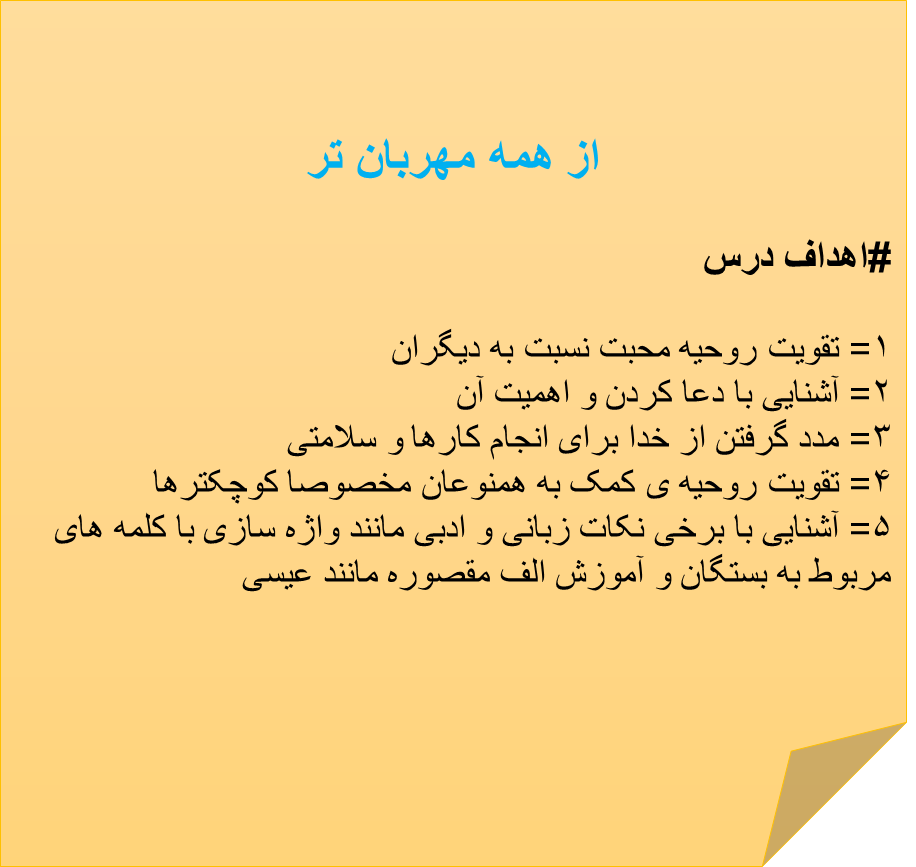 از همه مهربان تر
#اهداف درس
۱= تقویت روحیه محبت نسبت به دیگران
۲= آشنایی با دعا کردن و اهمیت آن
۳= مدد گرفتن از خدا برای انجام کارها و سلامتی
۴= تقویت روحیه ی کمک به همنوعان مخصوصا کوچکترها
۵= آشنایی با برخی نکات زبانی و ادبی مانند واژه سازی با کلمه های
مربوط به بستگان و آموزش الف مقصوره مانند عیسی